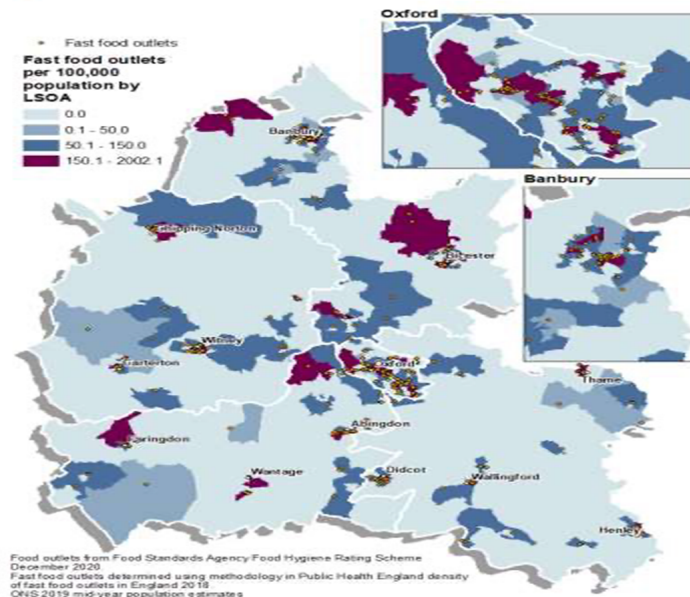 Oxford
Fast food outlets
Fast food outlets
per 100,000
population by
LSOA
0.0
0.1 - 50.0
50.1 - 150.0
150.1 - 2002.1
Banbury
Banbury
Chipping Norton
Bicester
Witney
Carterton
Oxford
Thame
Faringdon
Abingdon
Wantage
Didcot
Wallingford
Henley
Food outlets from Food Standards Agency Food Hygiene Rating Scheme
December 2020
Fast food outlets determined using methodology in Public Health England density
of fast food outlets in England 2018
ONS 2019 mid-year population estimates